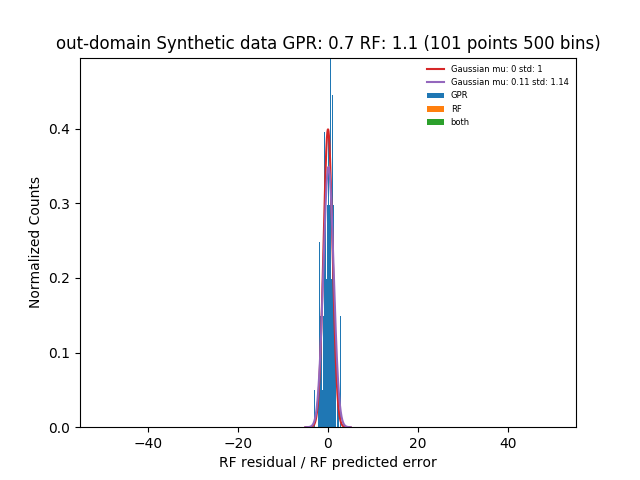 out-domain Synthetic data GPR: 0.7 RF: 1.1 (101 points 500 bins)
Gaussian mu: 0 std: 1
Gaussian mu: 0.11 std: 1.14
GPR
RF
both
Normalized Counts
0.4
0.3
0.2
0.1
0.0
−40 −20 0 20 40
RF residual / RF predicted error